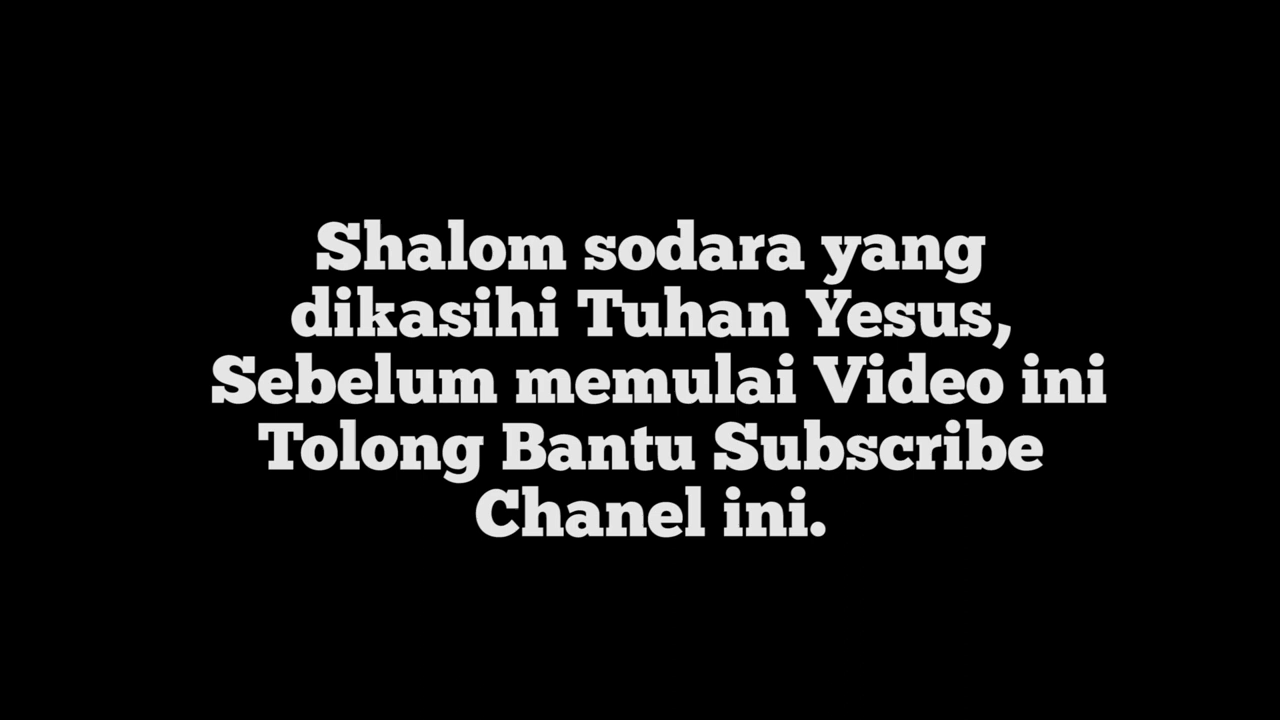 Shalom sodara yang
dikasihi Tuhan Yesus,
Sebelum memulai Video ini
Tolong Bantu Subscribe
Chanel ini.